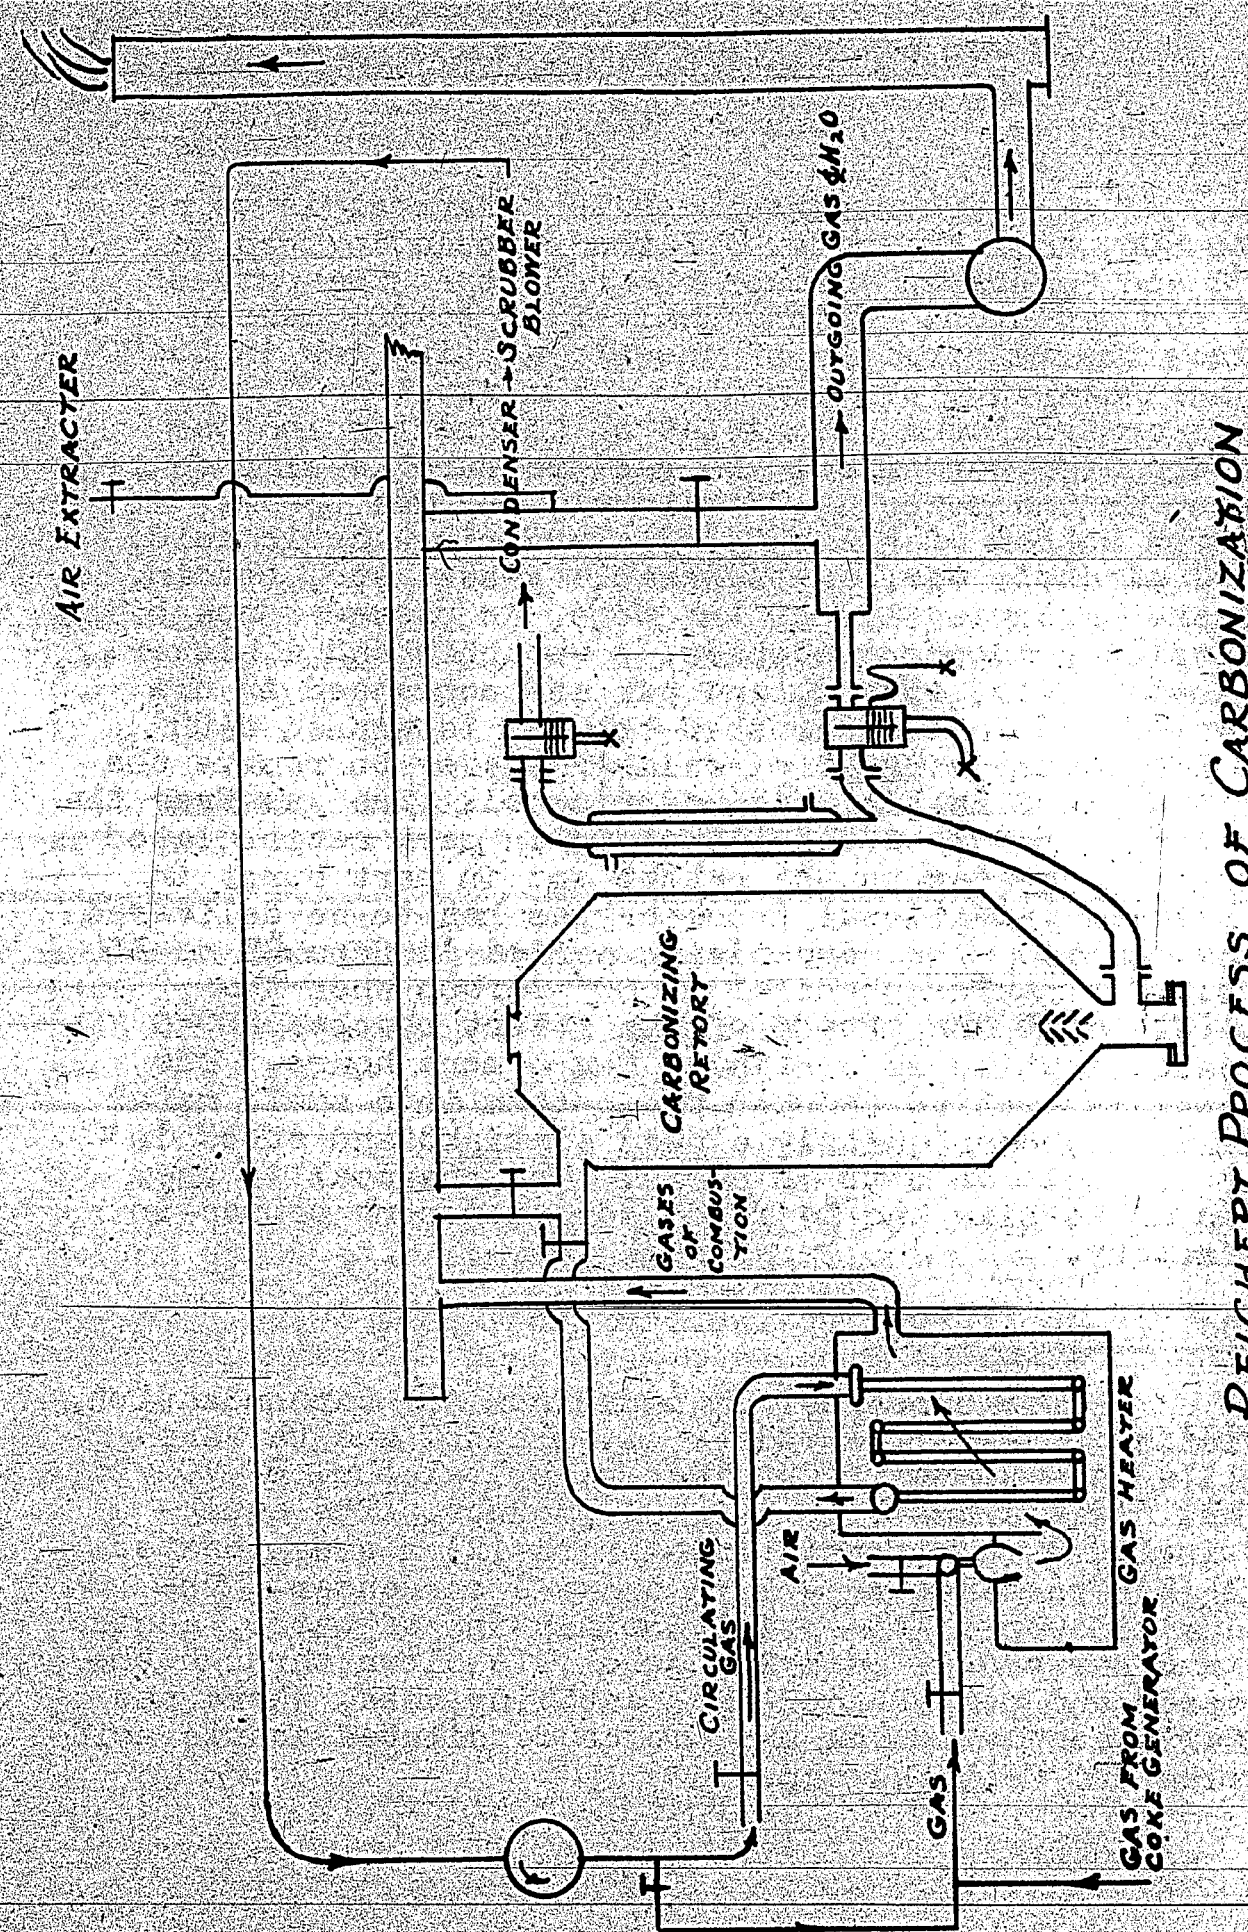 AIR EXTRACTER
CONDENSER → SCRUBBER
BLOWER
GASES
OF
COMBUS-
TION
CARBONIZING
RETORT
CIRCULATING
GAS
AIR
OUTGOING GAS & H₂O
GAS
GAS HEATER
GAS FROM
COKE GENERATOR
REICHERT PROCESS OF CARBONIZATION